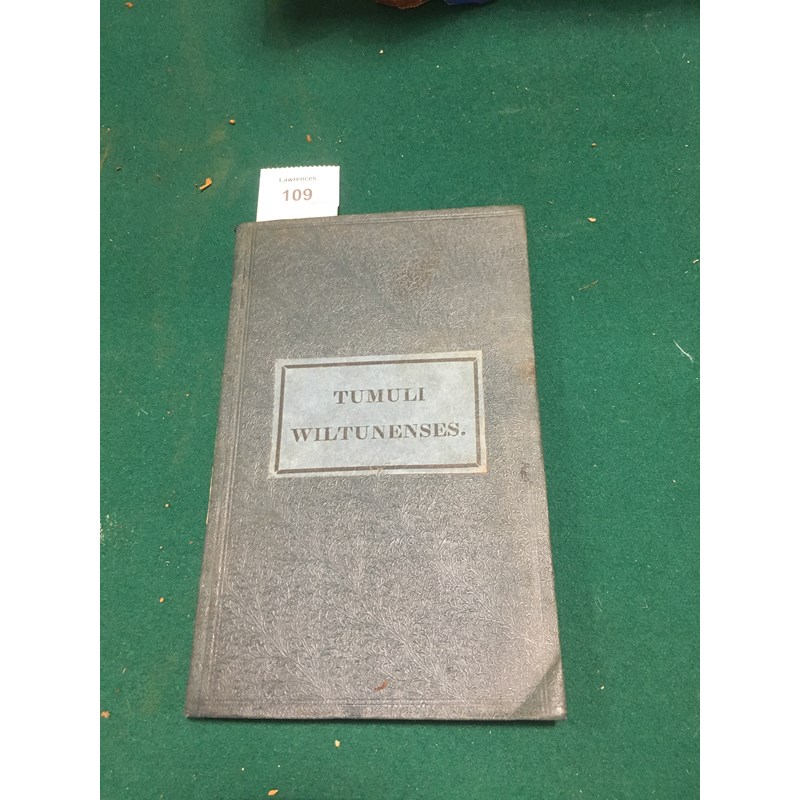 Lawrences
109
TUMULI
WILTUNENSES.